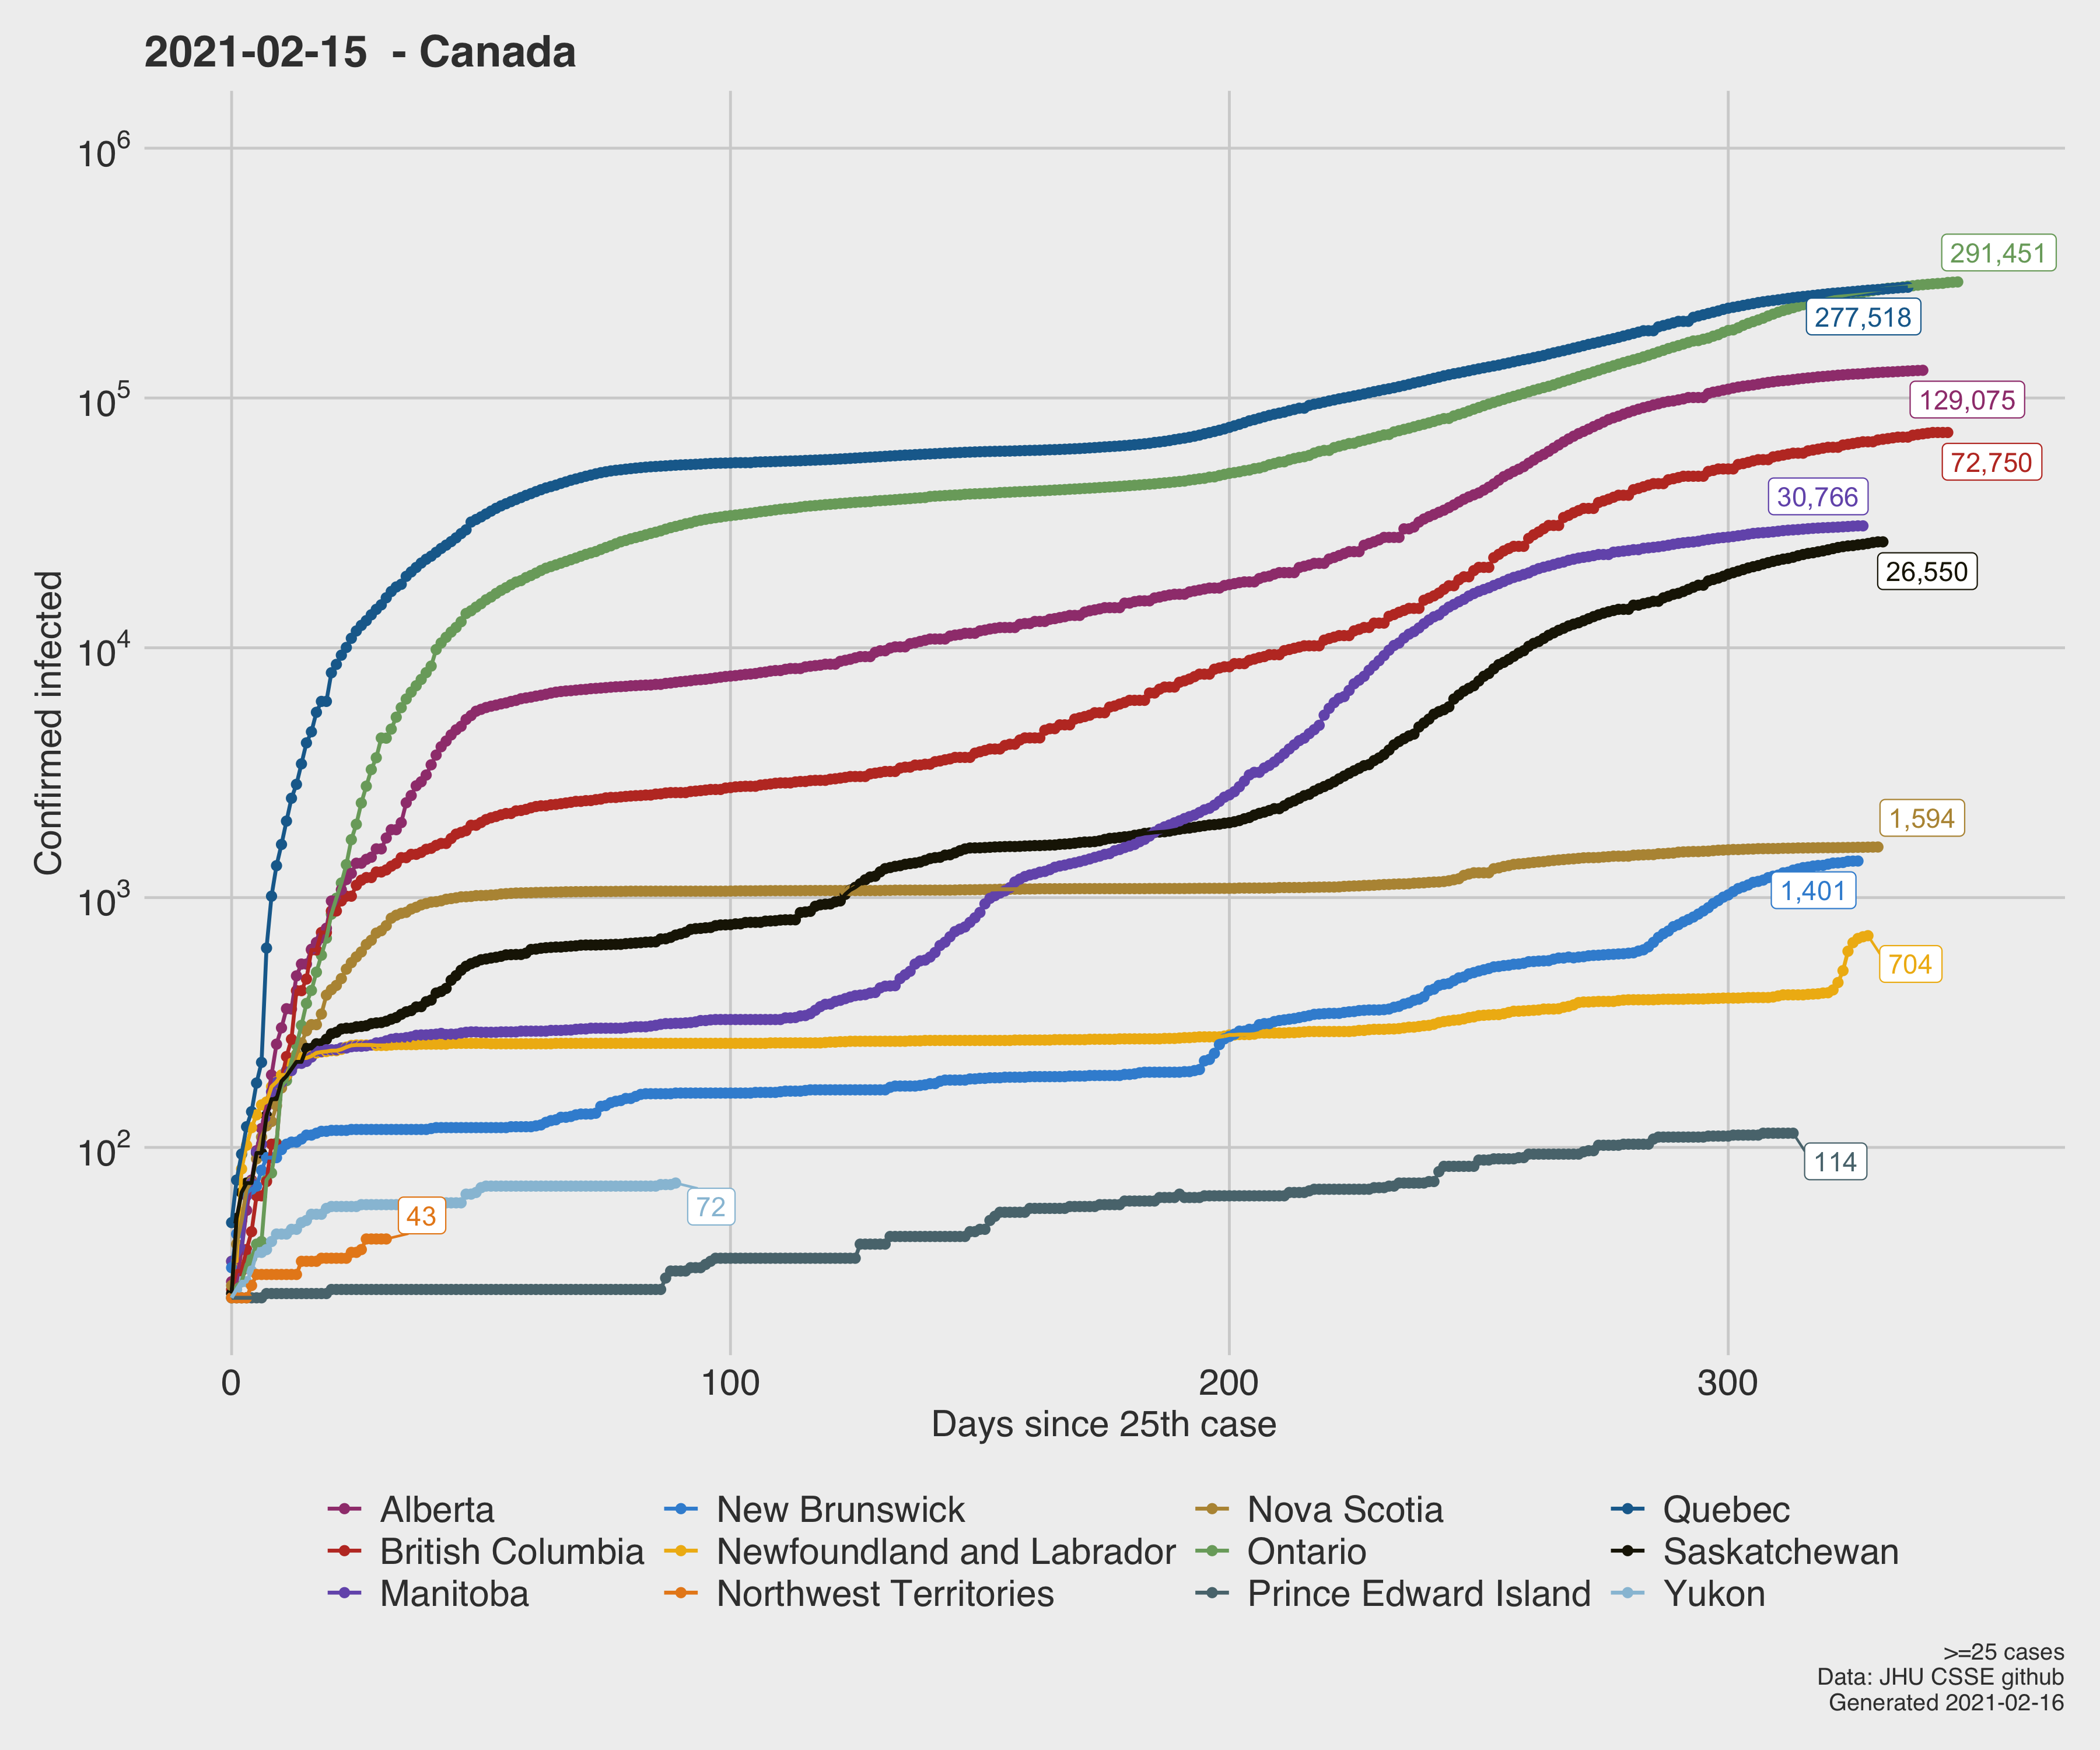 2021-02-15 - Canada
10^6
10^5
10^4
10^3
10^2
Confirmed infected
291,451
277,518
129,075
72,750
30,766
26,550
1,594
1,401
704
114
72
43
0 100 200 300
Days since 25th case
Alberta New Brunswick Nova Scotia Quebec
British Columbia Newfoundland and Labrador Ontario Saskatchewan
Manitoba Northwest Territories Prince Edward Island Yukon
>=25 cases
Data: JHU CSSE github
Generated 2021-02-16